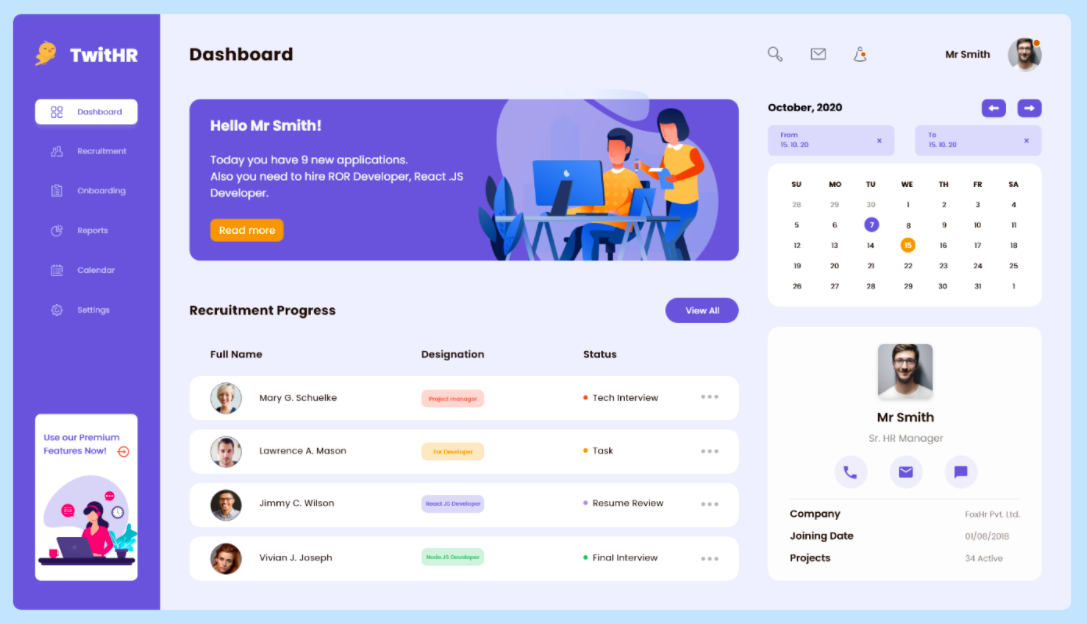 TwitHR
Dashboard
Recruitment
Onboarding
Reports
Calendar
Settings
Use our Premium
Features Now!
Dashboard
Mr Smith
Hello Mr Smith!
Today you have 9 new applications.
Also you need to hire ROR Developer, React .JS
Developer.
Read more
Recruitment Progress
View All
Full Name Designation Status
Mary G. Schuelke Project manager Tech Interview
Lawrence A. Mason For Developer Task
Jimmy C. Wilson React JS Developer Resume Review
Vivian J. Joseph Node.JS Developer Final Interview
October, 2020
From To
15. 10. 20 × 15. 10. 20 ×
SU MO TU WE TH FR SA
28 29 30 1 2 3 4
5 6 7 8 9 10 11
12 13 14 15 16 17 18
19 20 21 22 23 24 25
26 27 28 29 30 31 1
Mr Smith
Sr. HR Manager
Company FoxHr Pvt. Ltd.
Joining Date 01/08/2018
Projects 34 Active